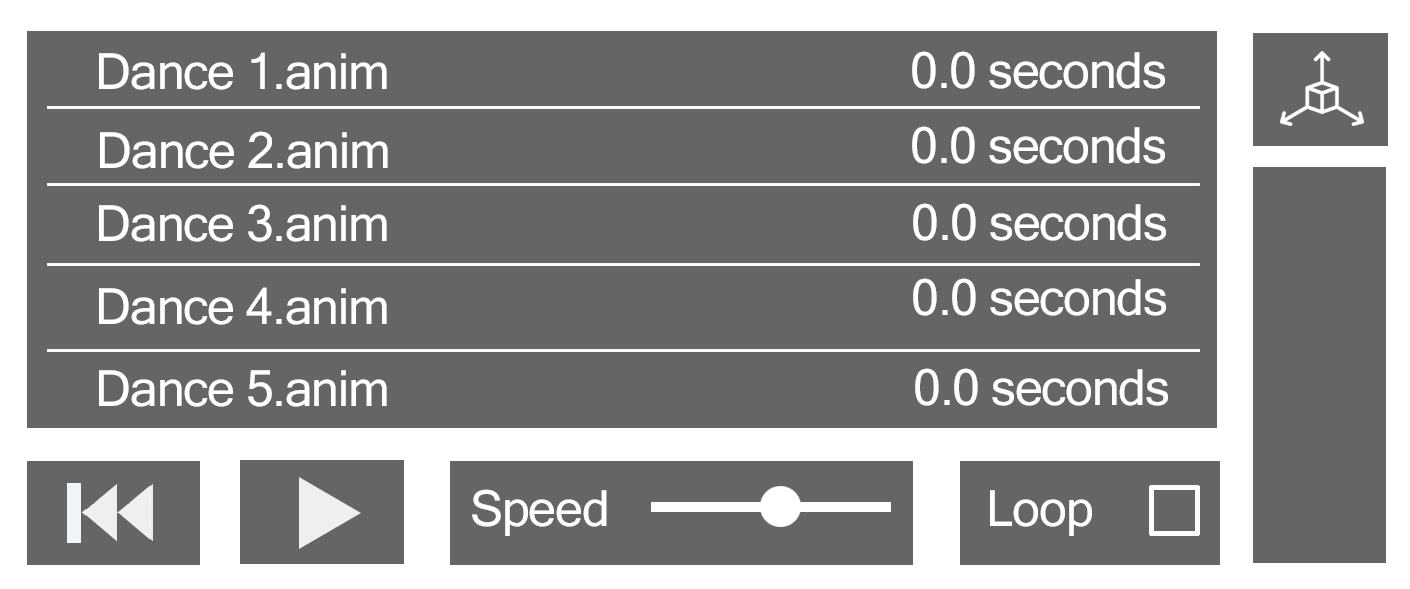 Dance 1.anim 0.0 seconds
Dance 2.anim 0.0 seconds
Dance 3.anim 0.0 seconds
Dance 4.anim 0.0 seconds
Dance 5.anim 0.0 seconds
Speed Loop